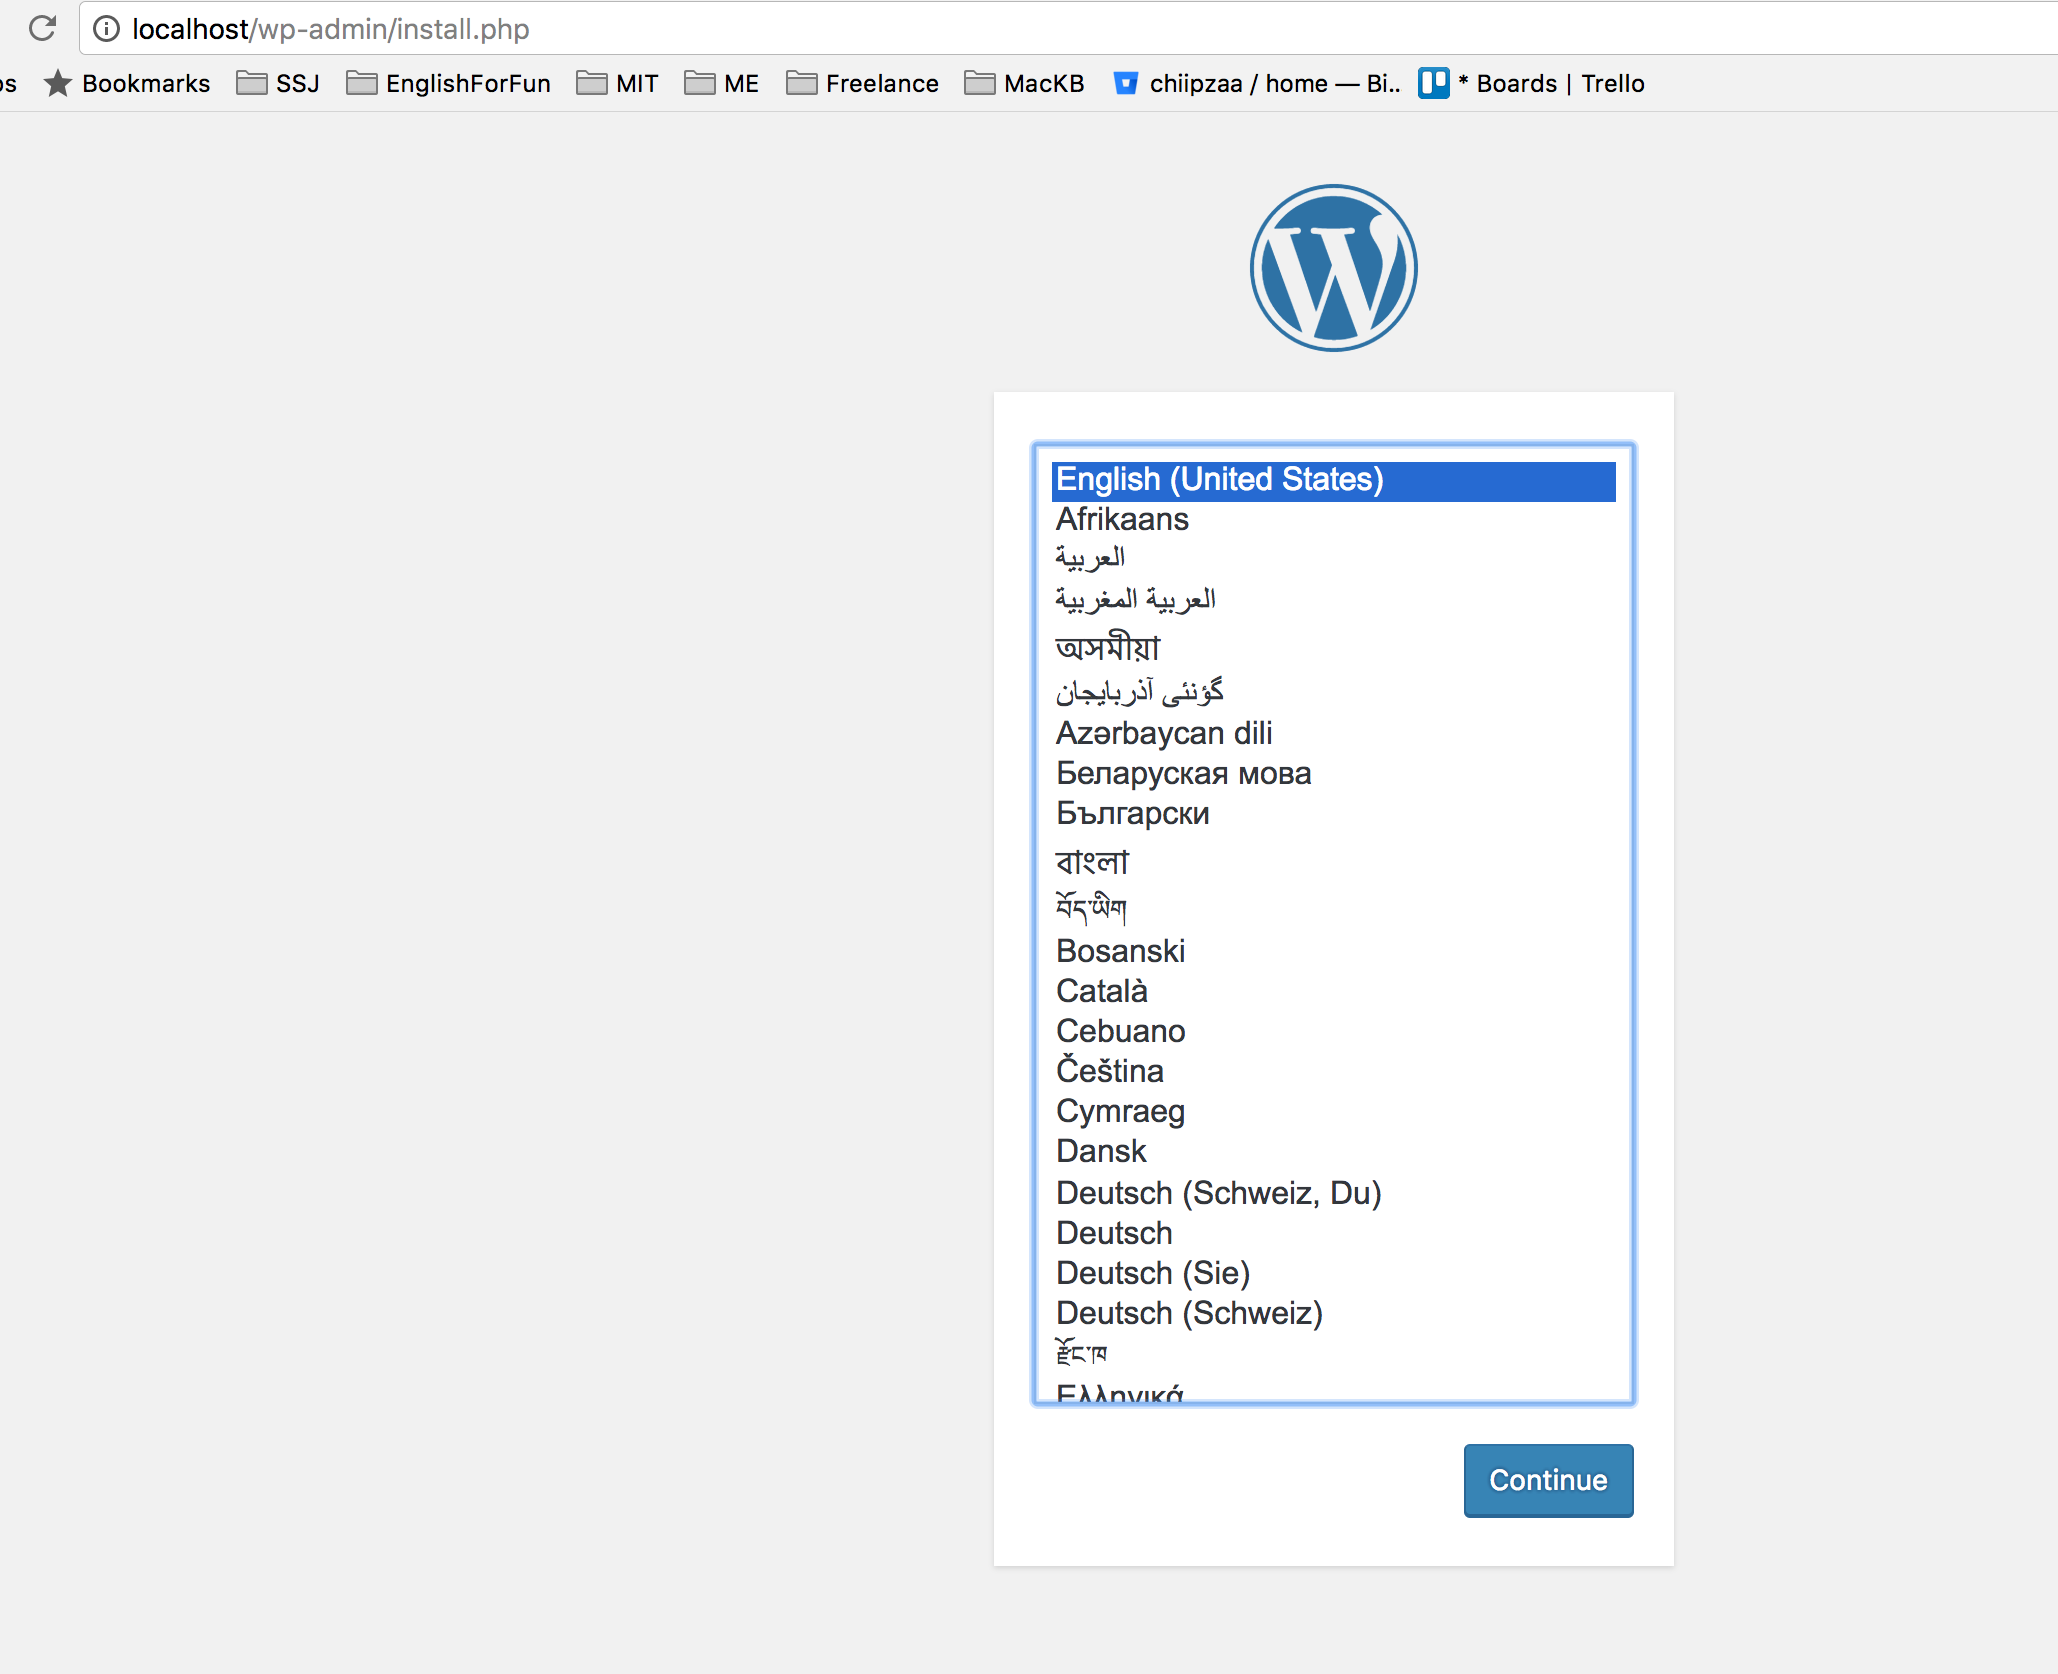 localhost/wp-admin/install.php
Bookmarks SSJ EnglishForFun MIT ME Freelance MacKB chiipzaa / home — Bi.. * Boards | Trello
English (United States)
Afrikaans
العربية
العربية المغربية
অসমীয়া
گؤنئی آذربایجان
Azərbaycan dili
Беларуская мова
Български
বাংলা
བོད་ཡིག
Bosanski
Català
Cebuano
Čeština
Cymraeg
Dansk
Deutsch (Schweiz, Du)
Deutsch
Deutsch (Sie)
Deutsch (Schweiz)
རྫོང་ཁ
Ελληνικά
Continue